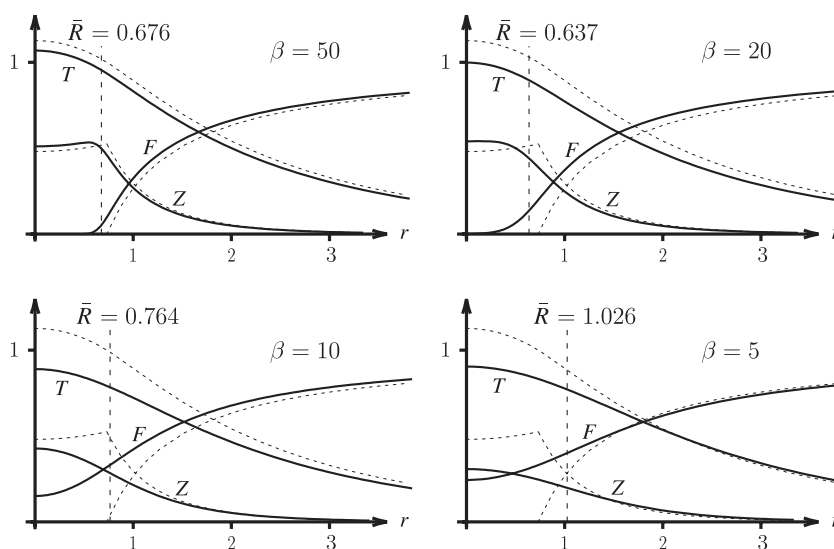 R̄ = 0.676
β = 50
1
T
F
Z
r
1
2
3
R̄ = 0.637
β = 20
1
T
F
Z
r
1
2
3
R̄ = 0.764
β = 10
1
T
F
Z
r
1
2
3
R̄ = 1.026
β = 5
1
T
F
Z
r
1
2
3